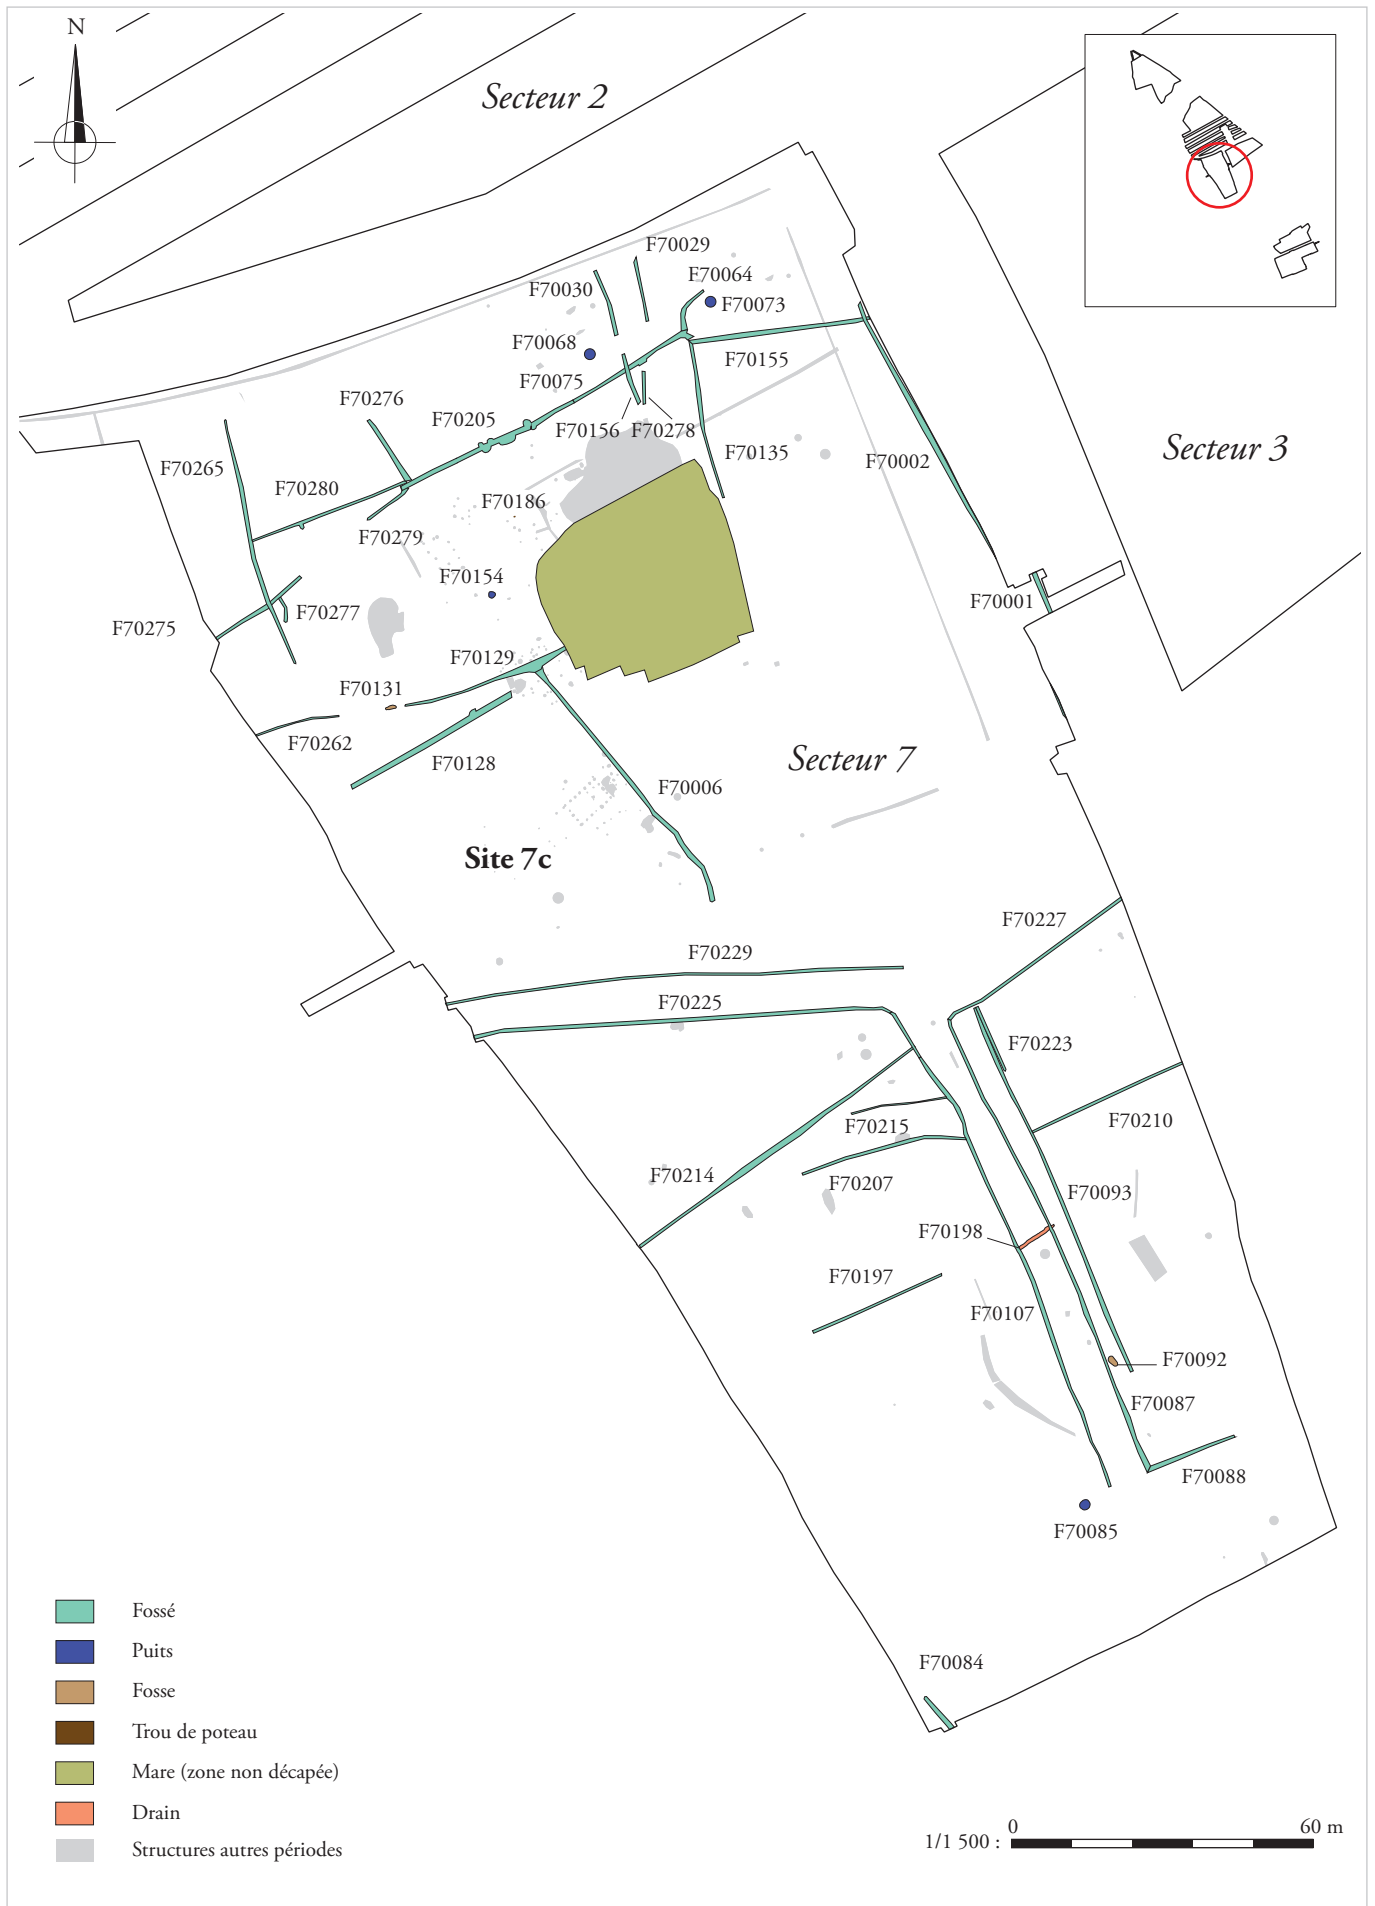 N
Secteur 2
F70029
F70064
F70030
F70073
F70068
F70155
F70075
F70276
F70205
F70156
F70278
F70135
F70002
Secteur 3
F70265
F70280
F70186
F70279
F70154
F70001
F70277
F70275
F70129
F70131
F70262
F70128
Secteur 7
F70006
Site 7c
F70227
F70229
F70225
F70223
F70210
F70215
F70214
F70207
F70093
F70198
F70197
F70107
F70092
F70087
F70088
F70085
F70084
Fossé
Puits
Fosse
Trou de poteau
Mare (zone non décapée)
Drain
Structures autres périodes
0 60 m
1/1 500 :